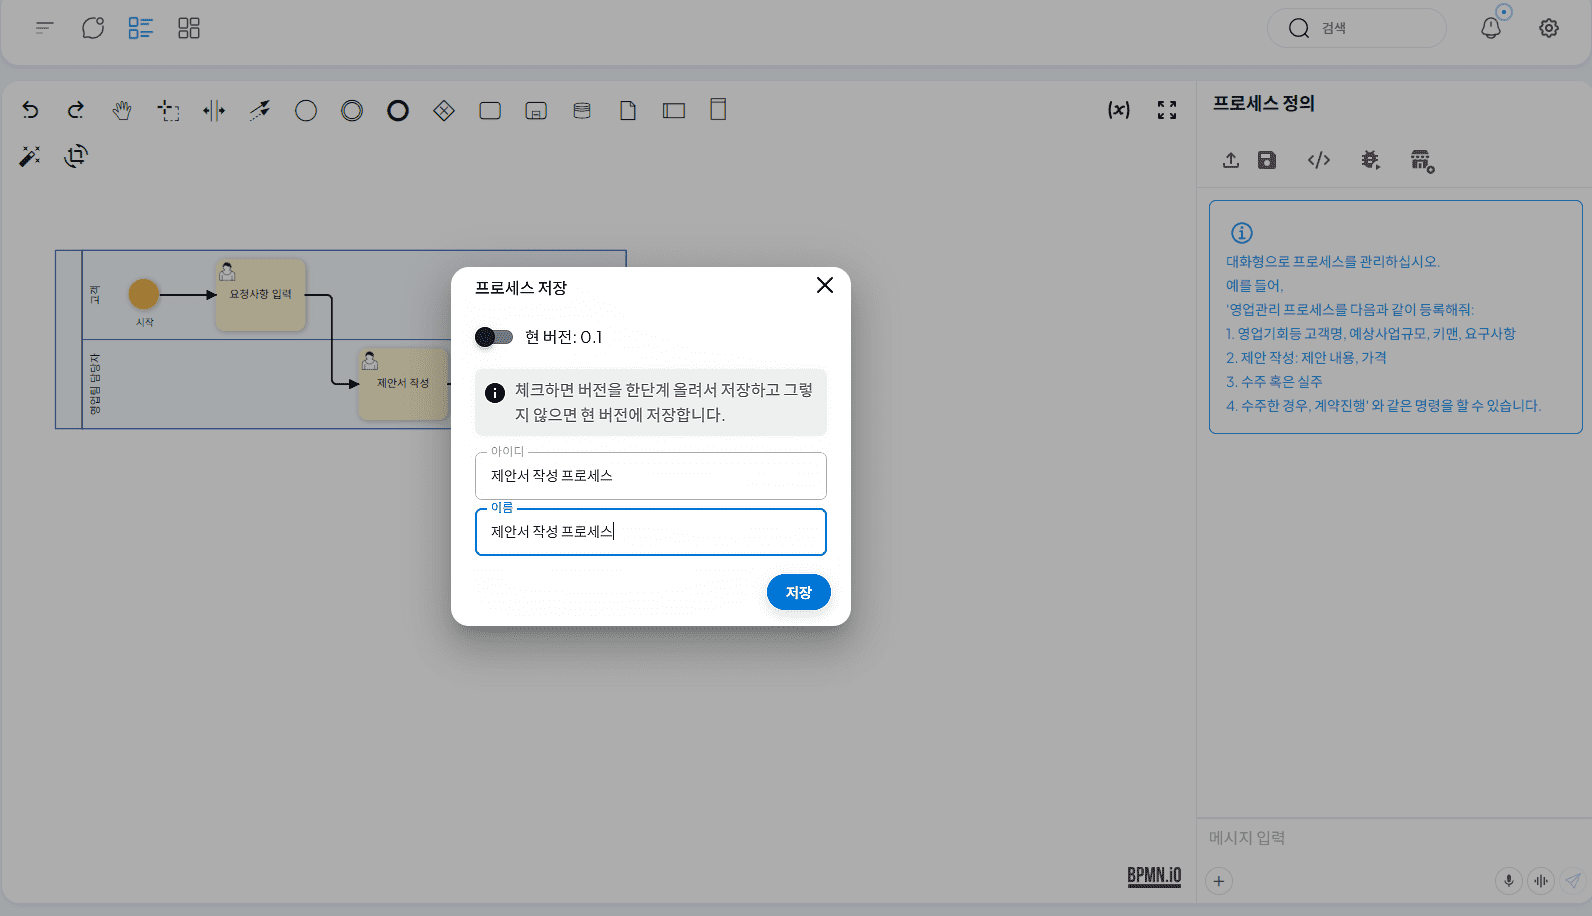 검색
(x)
프로세스 정의
대화형으로 프로세스를 관리하십시오.
예를 들어,
'영업관리 프로세스를 다음과 같이 등록해줘:
1. 영업기회등 고객명, 예상사업규모, 키맨, 요구사항
2. 제안 작성: 제안 내용, 가격
3. 수주 혹은 실주
4. 수주한 경우, 계약진행' 와 같은 명령을 할 수 있습니다.
고객
시작
요청사항 입력
영업팀 담당자
제안서 작성
프로세스 저장
현 버전: 0.1
체크하면 버전을 한단계 올려서 저장하고 그렇
지 않으면 현 버전에 저장합니다.
아이디
제안서 작성 프로세스
이름
제안서 작성 프로세스
저장
메시지 입력
BPMN.iO